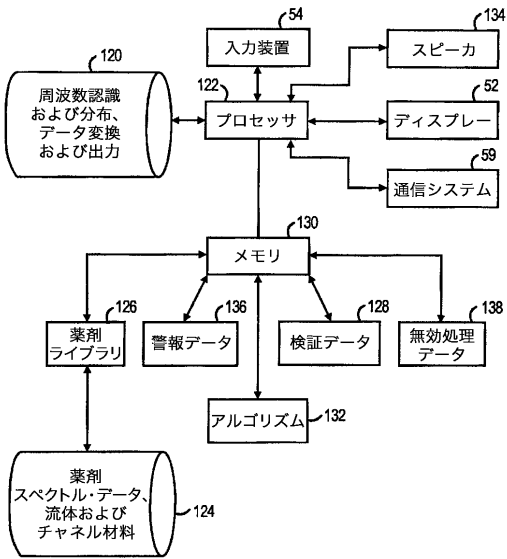 54
入力装置
134
スピーカ
120
周波数認識
および分布、
データ変換
および出力
122
プロセッサ
52
ディスプレー
59
通信システム
130
メモリ
126
薬剤
ライブラリ
136
警報データ
128
検証データ
138
無効処理
データ
アルゴリズム
132
薬剤
スペクトル・データ、
流体および
チャネル材料
124